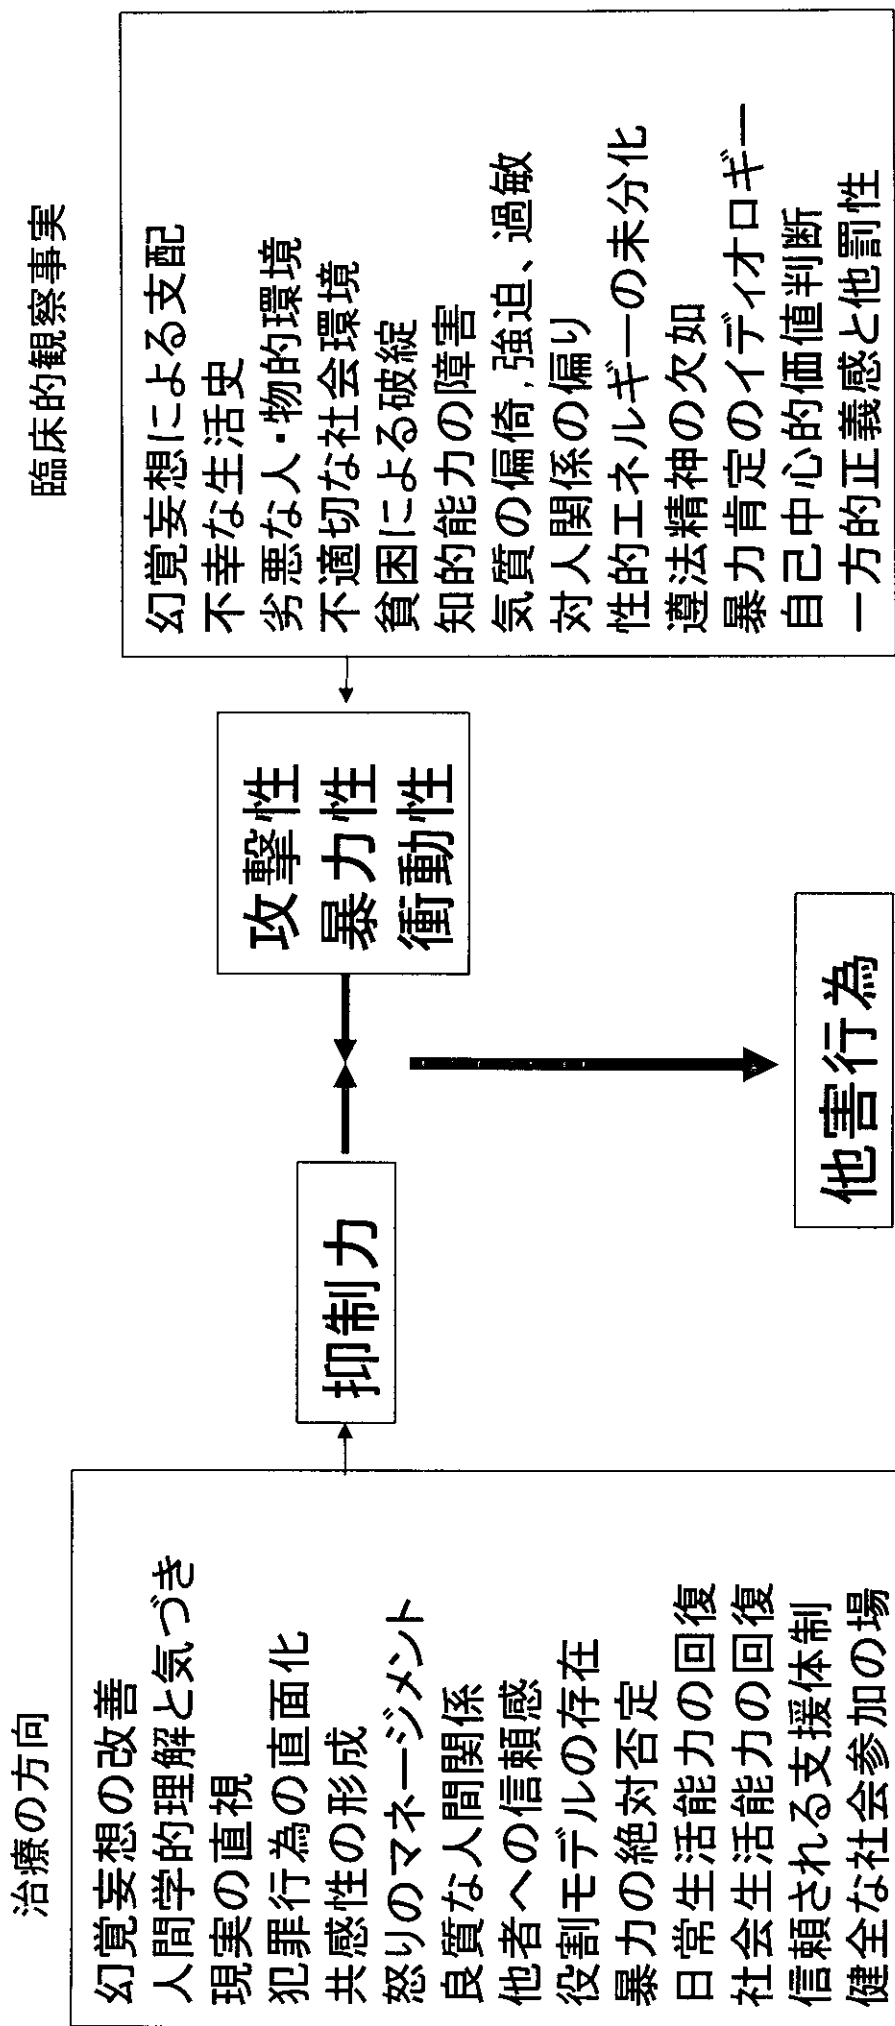 治療の方向
幻覚妄想の改善
人間学的理解と気づき
現実の直視
犯罪行為の直面化
共感性の形成
怒りのマネージメント
良質な人間関係
他者への信頼感
役割モデルの存在
暴力の絶対否定
日常生活能力の回復
社会生活能力の回復
信頼される支援体制
健全な社会参加の場
抑制力
攻撃性
暴力性
衝動性
他害行為
臨床的観察事実
幻覚妄想による支配
不幸な生活史
劣悪な人・物的環境
不適切な社会環境
貧困による破綻
知的能力の障害
気質の偏倚,強迫、過敏
対人関係の偏り
性的エネルギーの未分化
遵法精神の欠如
暴力肯定のイディオロギー
自己中心的価値判断
一方的正義感と他罰性